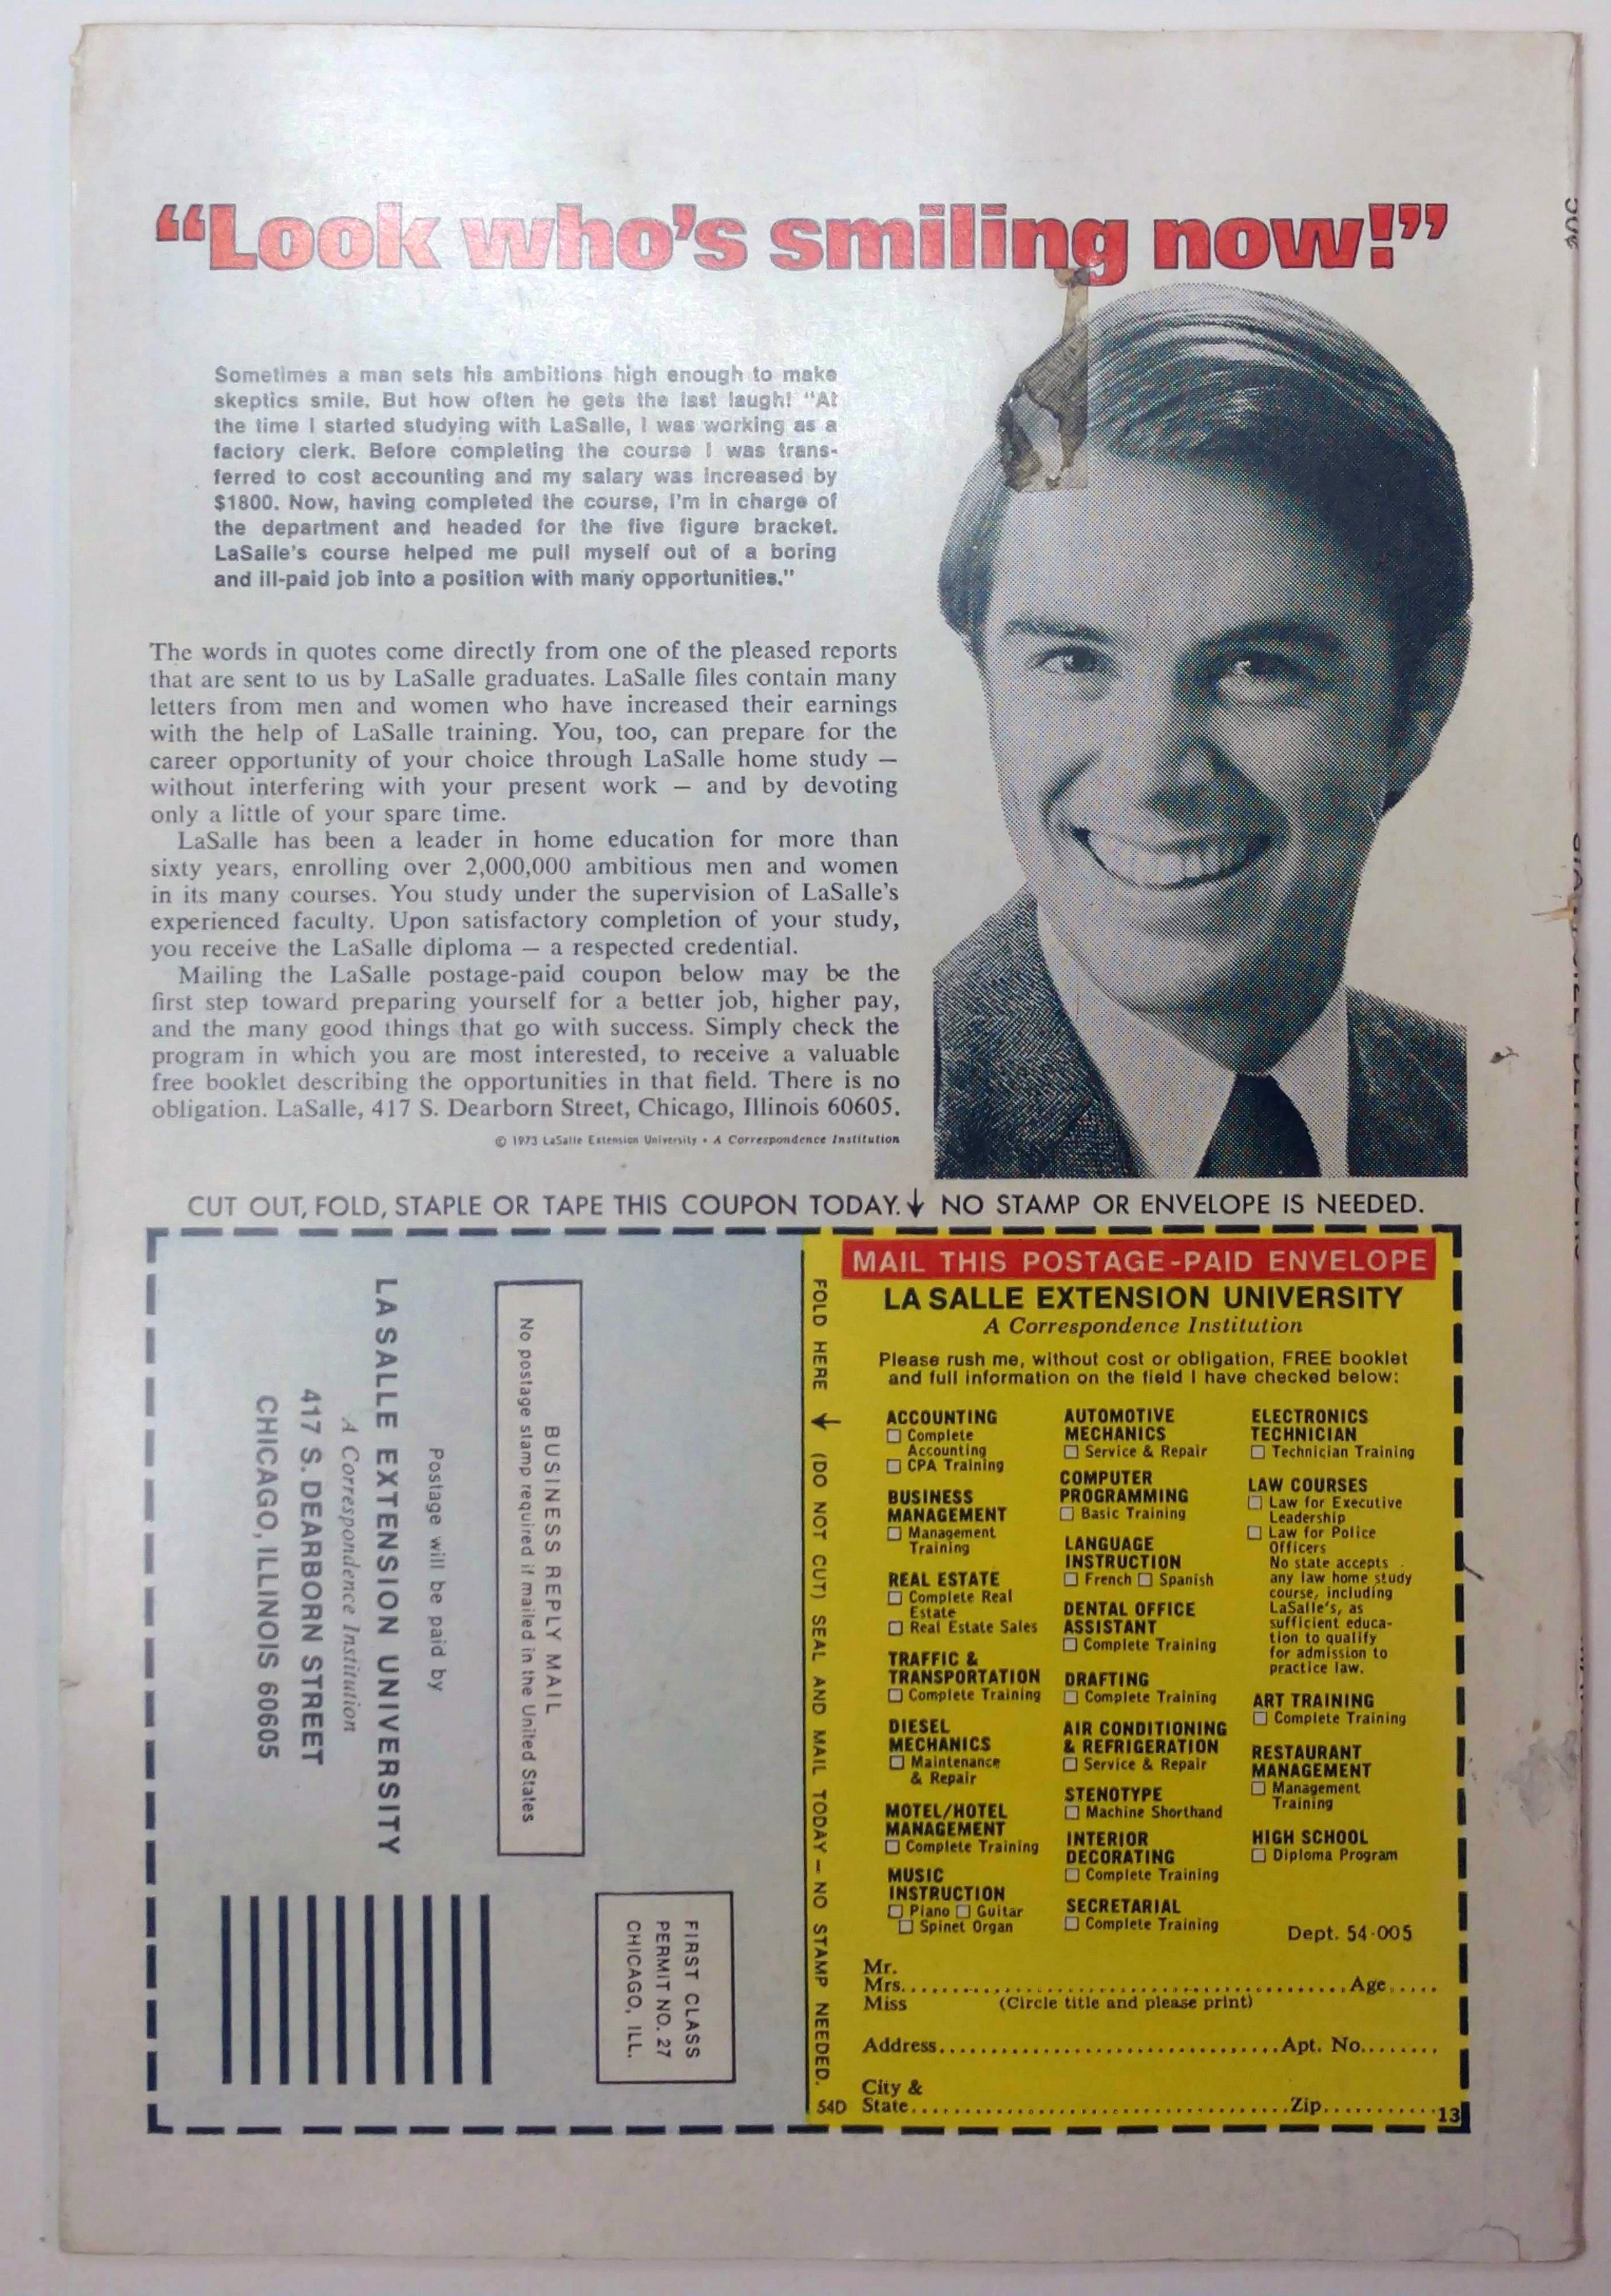 “Look who's smiling now!”
Sometimes a man sets his ambitions high enough to make
skeptics smile. But how often he gets the last laugh! "At
the time I started studying with LaSalle, I was working as a
factory clerk. Before completing the course I was trans-
ferred to cost accounting and my salary was increased by
$1800. Now, having completed the course, I'm in charge of
the department and headed for the five figure bracket.
LaSalle's course helped me pull myself out of a boring
and ill-paid job into a position with many opportunities."
The words in quotes come directly from one of the pleased reports
that are sent to us by LaSalle graduates. LaSalle files contain many
letters from men and women who have increased their earnings
with the help of LaSalle training. You, too, can prepare for the
career opportunity of your choice through LaSalle home study —
without interfering with your present work — and by devoting
only a little of your spare time.
LaSalle has been a leader in home education for more than
sixty years, enrolling over 2,000,000 ambitious men and women
in its many courses. You study under the supervision of LaSalle's
experienced faculty. Upon satisfactory completion of your study,
you receive the LaSalle diploma — a respected credential.
Mailing the LaSalle postage-paid coupon below may be the
first step toward preparing yourself for a better job, higher pay,
and the many good things that go with success. Simply check the
program in which you are most interested, to receive a valuable
free booklet describing the opportunities in that field. There is no
obligation. LaSalle, 417 S. Dearborn Street, Chicago, Illinois 60605.
© 1973 LaSalle Extension University • A Correspondence Institution
CUT OUT, FOLD, STAPLE OR TAPE THIS COUPON TODAY.↓ NO STAMP OR ENVELOPE IS NEEDED.
FIRST CLASS
PERMIT NO. 27
CHICAGO, ILL.
BUSINESS REPLY MAIL
No postage stamp required if mailed in the United States
Postage will be paid by
LA SALLE EXTENSION UNIVERSITY
A Correspondence Institution
417 S. DEARBORN STREET
CHICAGO, ILLINOIS 60605
FOLD HERE ↓ (DO NOT CUT) SEAL AND MAIL TODAY – NO STAMP NEEDED.
54D
MAIL THIS POSTAGE-PAID ENVELOPE
LA SALLE EXTENSION UNIVERSITY
A Correspondence Institution
Please rush me, without cost or obligation, FREE booklet
and full information on the field I have checked below:
ACCOUNTING
☐ Complete
Accounting
☐ CPA Training
BUSINESS
MANAGEMENT
☐ Management
Training
REAL ESTATE
☐ Complete Real
Estate
☐ Real Estate Sales
TRAFFIC &
TRANSPORTATION
☐ Complete Training
DIESEL
MECHANICS
☐ Maintenance
& Repair
MOTEL/HOTEL
MANAGEMENT
☐ Complete Training
MUSIC
INSTRUCTION
☐ Piano ☐ Guitar
☐ Spinet Organ
AUTOMOTIVE
MECHANICS
☐ Service & Repair
COMPUTER
PROGRAMMING
☐ Basic Training
LANGUAGE
INSTRUCTION
☐ French ☐ Spanish
DENTAL OFFICE
ASSISTANT
☐ Complete Training
DRAFTING
☐ Complete Training
AIR CONDITIONING
& REFRIGERATION
☐ Service & Repair
STENOTYPE
☐ Machine Shorthand
INTERIOR
DECORATING
☐ Complete Training
SECRETARIAL
☐ Complete Training
ELECTRONICS
TECHNICIAN
☐ Technician Training
LAW COURSES
☐ Law for Executive
Leadership
☐ Law for Police
Officers
No state accepts
any law home study
course, including
LaSalle's, as
sufficient educa-
tion to qualify
for admission to
practice law.
ART TRAINING
☐ Complete Training
RESTAURANT
MANAGEMENT
☐ Management
Training
HIGH SCHOOL
☐ Diploma Program
Dept. 54-005
Mr.
Mrs. Age
Miss (Circle title and please print)
Address Apt. No.
City &
State Zip
13